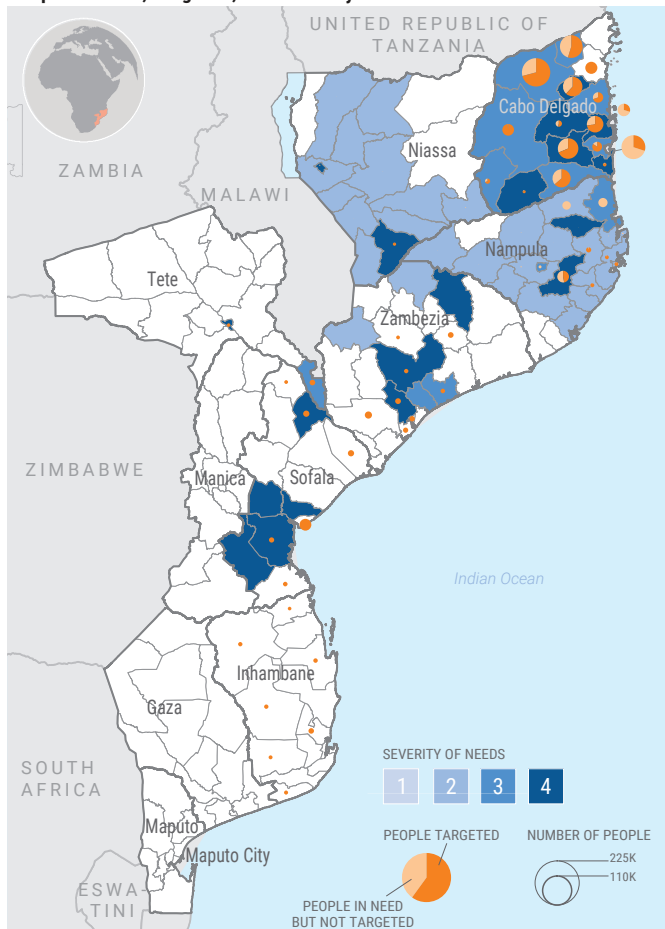 UNITED REPUBLIC OF
TANZANIA
Cabo Delgado
Niassa
ZAMBIA
MALAWI
Nampula
Tete
Zambezia
ZIMBABWE
Manica
Sofala
Indian Ocean
Inhambane
Gaza
SOUTH
AFRICA
SEVERITY OF NEEDS
1 2 3 4
Maputo
Maputo City
ESWA-
TINI
PEOPLE TARGETED
PEOPLE IN NEED
BUT NOT TARGETED
NUMBER OF PEOPLE
225K
110K